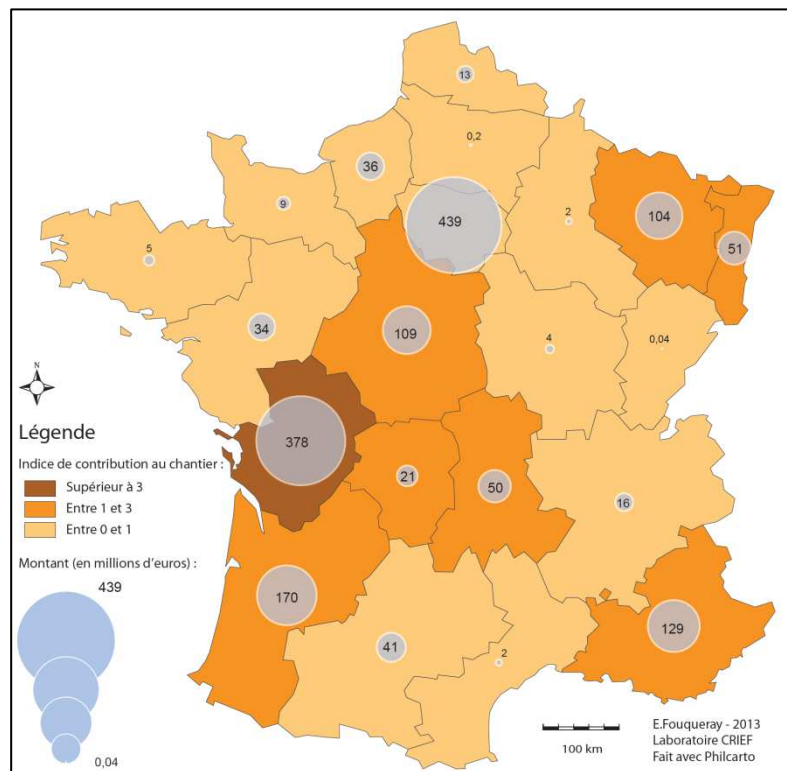 13
0,2
36
439
9
2
104
51
5
34
109
4
0,04
N
378
21
50
16
170
41
2
129
Légende
Indice de contribution au chantier :
Supérieur à 3
Entre 1 et 3
Entre 0 et 1
Montant (en millions d'euros) :
439
0,04
100 km
E.Fouqueray - 2013
Laboratoire CRIEF
Fait avec Philcarto